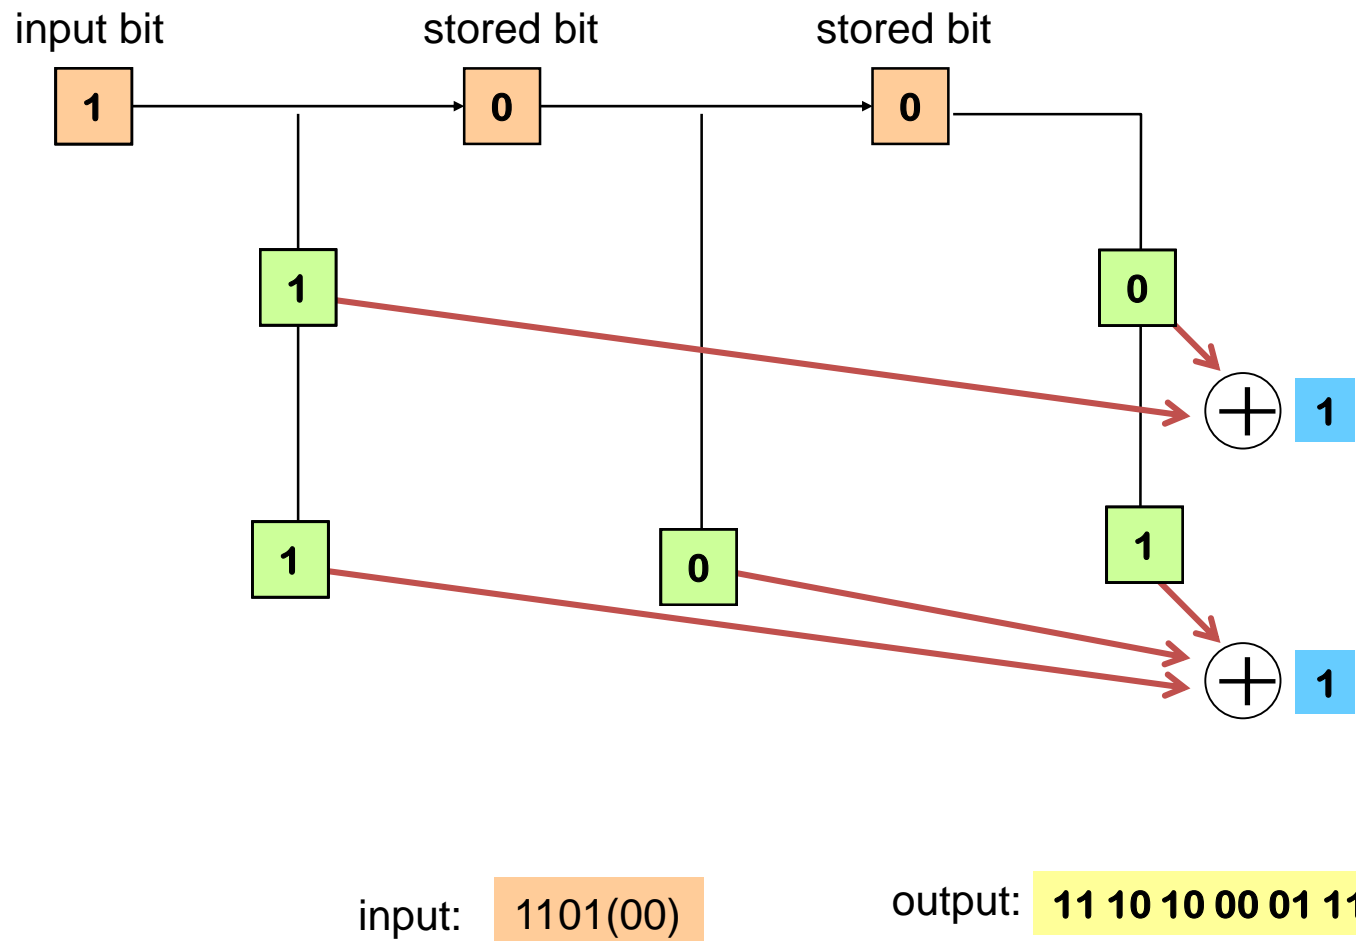 input bit stored bit stored bit
1 0 0
1 0
1
1 0 1
1
input: 1101(00) output: 11 10 10 00 01 11